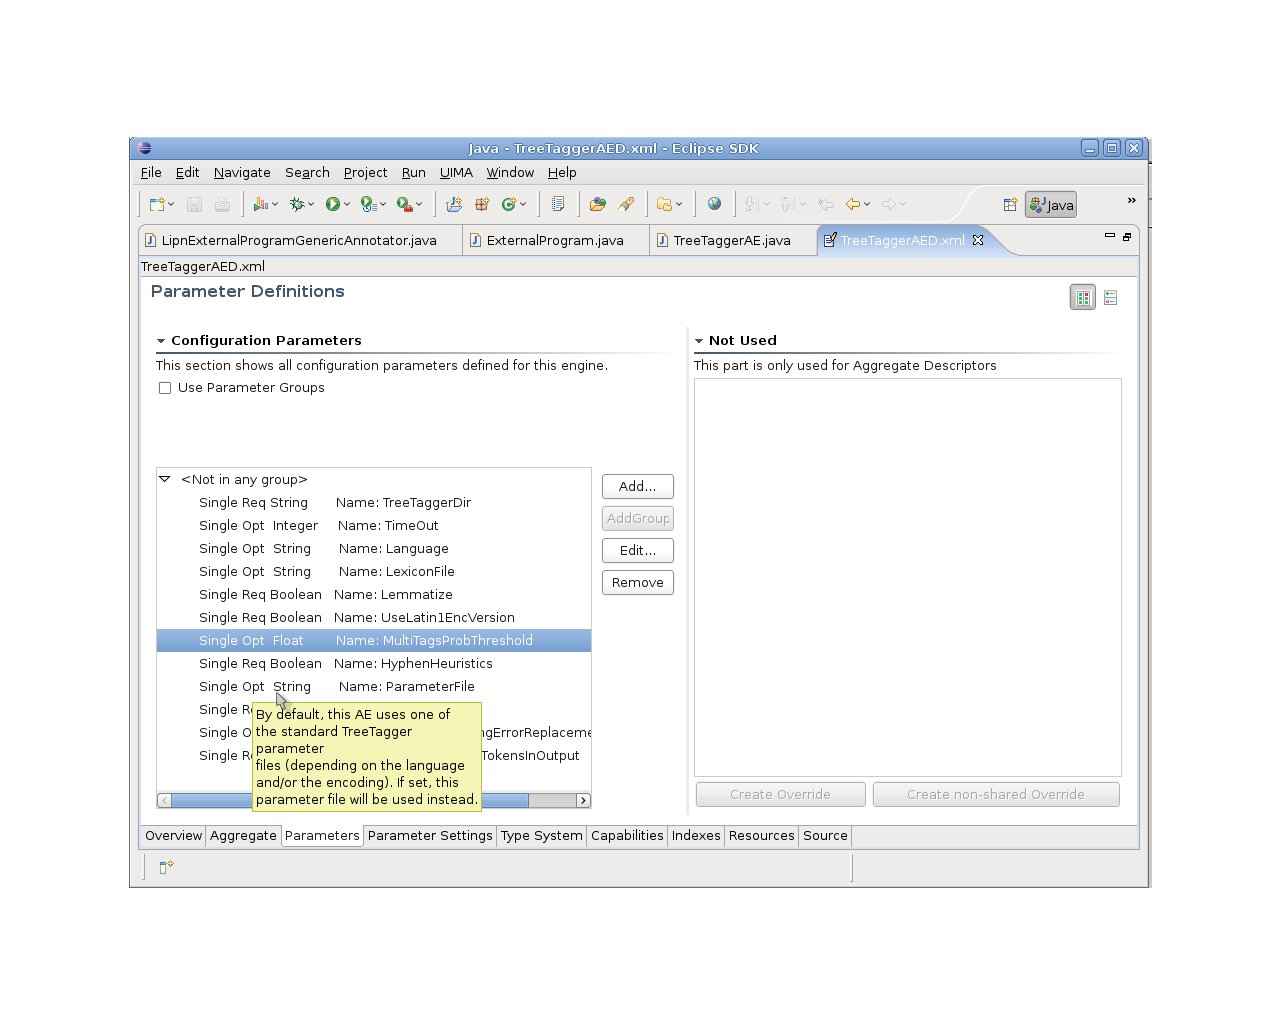 Java - TreeTaggerAED.xml - Eclipse SDK
File Edit Navigate Search Project Run UIMA Window Help
Java »
LipnExternalProgramGenericAnnotator.java ExternalProgram.java TreeTaggerAE.java TreeTaggerAED.xml
TreeTaggerAED.xml
Parameter Definitions
Configuration Parameters
This section shows all configuration parameters defined for this engine.
Use Parameter Groups
<Not in any group>
Single Req String Name: TreeTaggerDir
Single Opt Integer Name: TimeOut
Single Opt String Name: Language
Single Opt String Name: LexiconFile
Single Req Boolean Name: Lemmatize
Single Req Boolean Name: UseLatin1EncVersion
Single Opt Float Name: MultiTagsProbThreshold
Single Req Boolean Name: HyphenHeuristics
Single Opt String Name: ParameterFile
Single R
Single O ngErrorReplaceme
Single R TokensInOutput
By default, this AE uses one of
the standard TreeTagger
parameter
files (depending on the language
and/or the encoding). If set, this
parameter file will be used instead.
Add...
AddGroup
Edit...
Remove
Not Used
This part is only used for Aggregate Descriptors
Create Override Create non-shared Override
Overview Aggregate Parameters Parameter Settings Type System Capabilities Indexes Resources Source